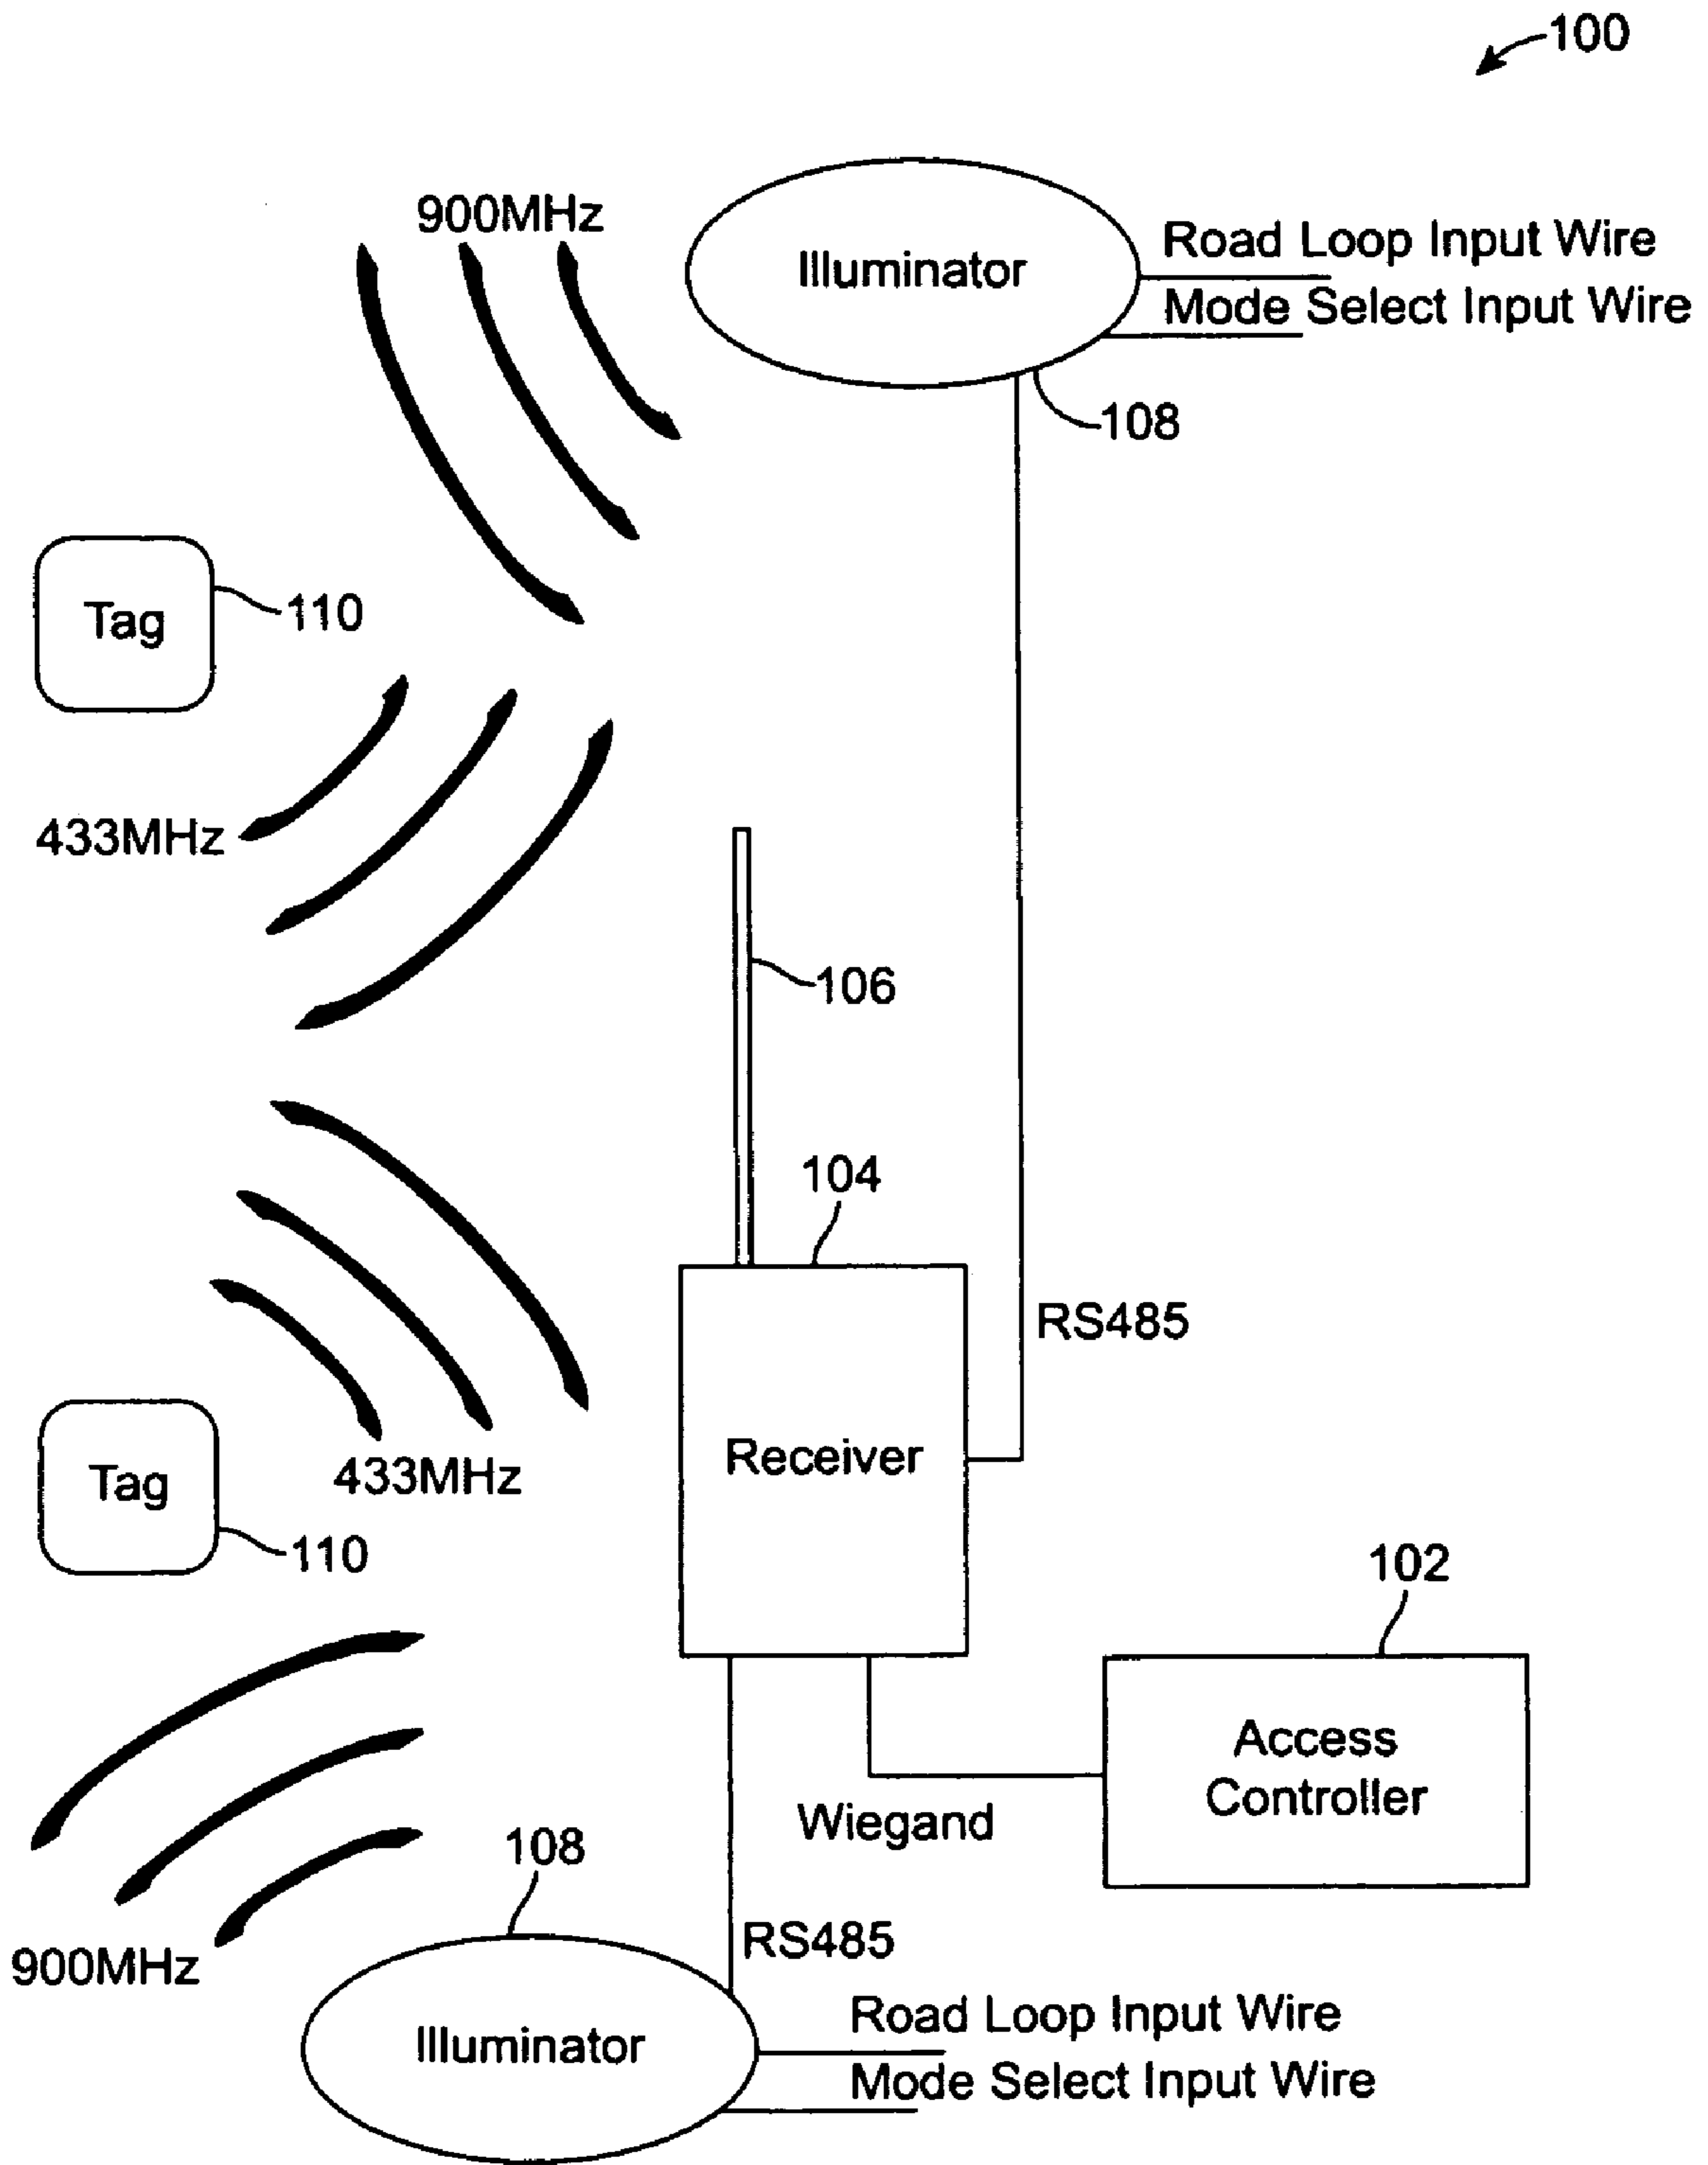 100
900MHz
Illuminator
Road Loop Input Wire
Mode Select Input Wire
108
Tag
110
433MHz
106
104
RS485
Receiver
Tag
433MHz
110
102
Access
Controller
Wiegand
108
RS485
900MHz
Illuminator
Road Loop Input Wire
Mode Select Input Wire